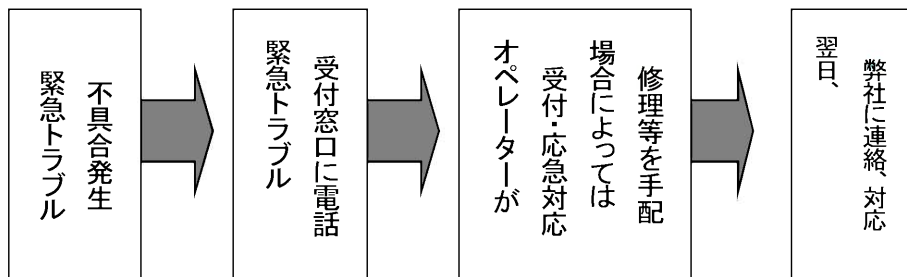 緊急トラブル
不具合発生
緊急トラブル
受付窓口に電話
オペレーターが
受付・応急対応
場合によっては
修理等を手配
翌日、
弊社に連絡、対応